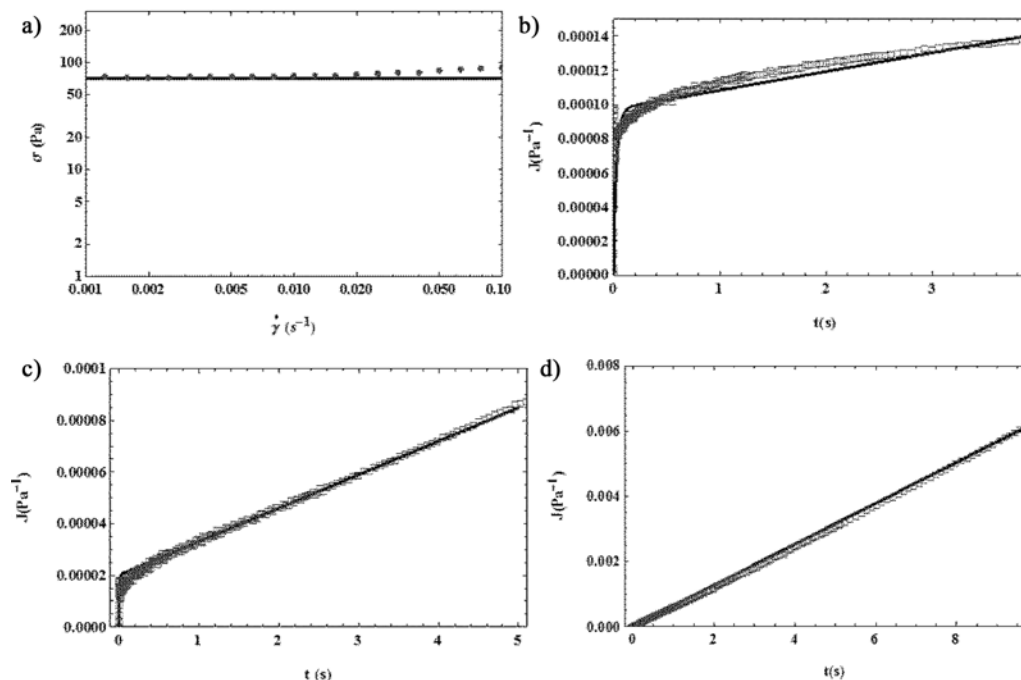 a)
200
100
50
20
10
5
2
1
σ (Pa)
0.001 0.002 0.005 0.010 0.020 0.050 0.10
γ̇ (s⁻¹)
b)
0.00014
0.00012
0.00010
0.00008
0.00006
0.00004
0.00002
0.00000
J(Pa⁻¹)
0 1 2 3
t(s)
c)
0.0001
0.00008
0.00006
0.00004
0.00002
0.0000
J(Pa⁻¹)
0 1 2 3 4 5
t (s)
d)
0.008
0.006
0.004
0.002
0.000
J(Pa⁻¹)
0 2 4 6 8
t(s)